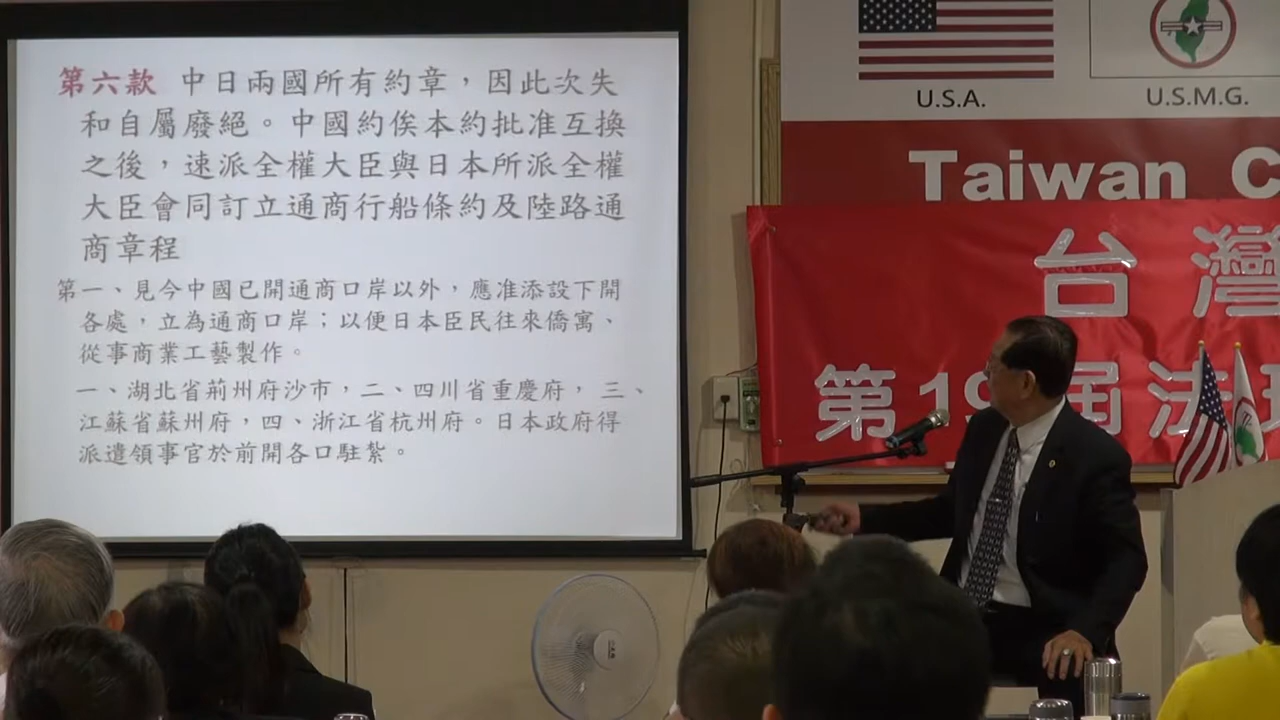 第六款 中日兩國所有約章，因此次失
和自屬廢絕。中國約俟本約批准互換
之後，速派全權大臣與日本所派全權
大臣會同訂立通商行船條約及陸路通
商章程
第一、見今中國已開通商口岸以外，應准添設下開
各處，立為通商口岸；以便日本臣民往來僑寓、
從事商業工藝製作。
一、湖北省荊州府沙市，二、四川省重慶府， 三、
江蘇省蘇州府，四、浙江省杭州府。日本政府得
派遣領事官於前開各口駐紮。
U.S.A.
U.S.M.G.
Taiwan C
台灣
第19屆法